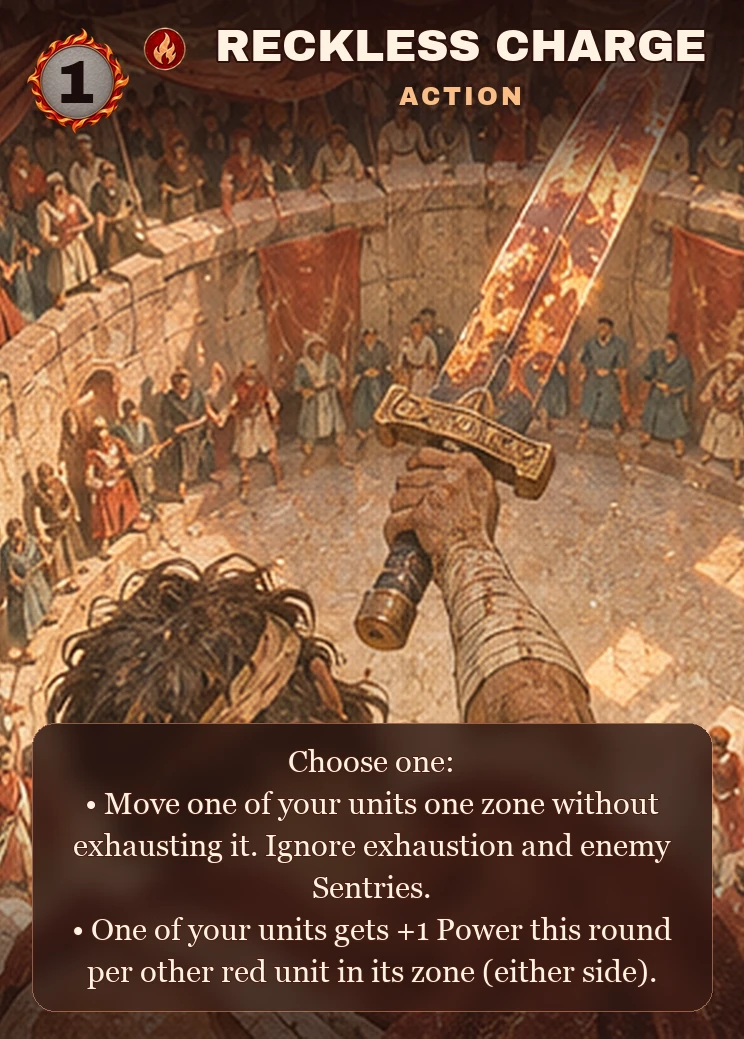 1
RECKLESS CHARGE
ACTION
Choose one:
• Move one of your units one zone without
exhausting it. Ignore exhaustion and enemy
Sentries.
• One of your units gets +1 Power this round
per other red unit in its zone (either side).